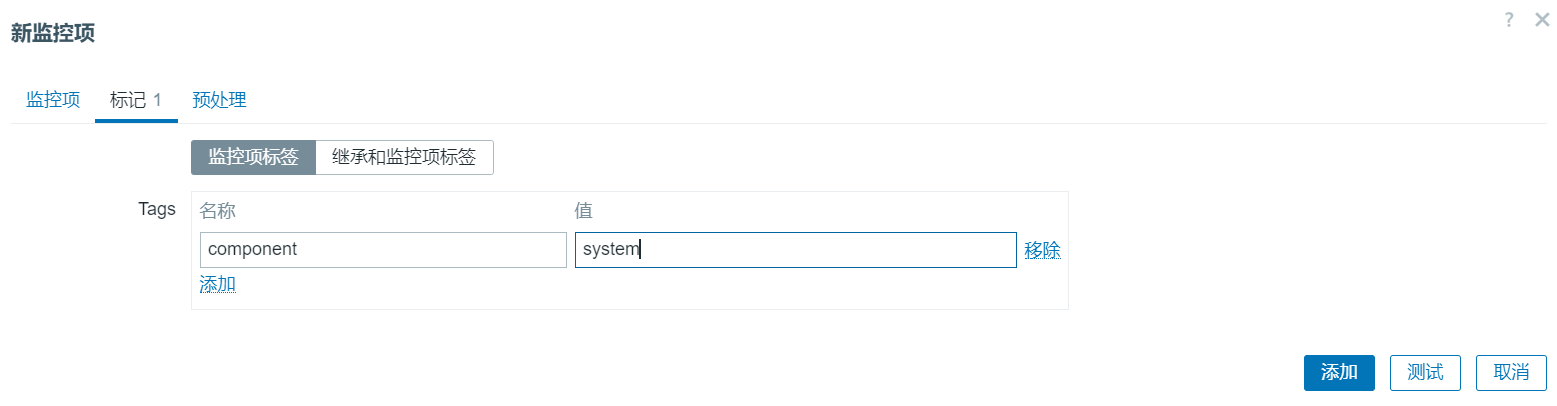 新监控项
? ×
监控项 标记 1 预处理
监控项标签 继承和监控项标签
Tags 名称 值
component system 移除
添加
添加 测试 取消